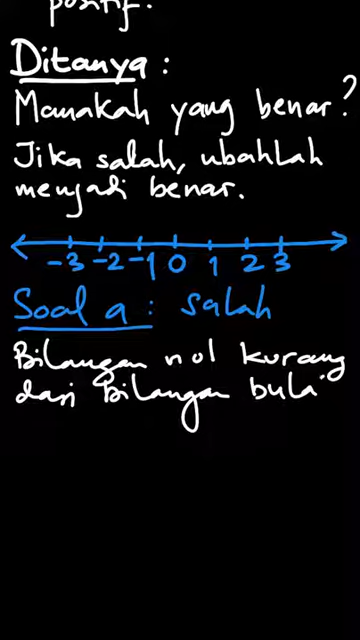 positif.
Ditanya :
Manakah yang benar?
Jika salah, ubahlah
menjadi benar.
-3 -2 -1 0 1 2 3
Soal a : salah
Bilangan nol kurang
dari bilangan bula